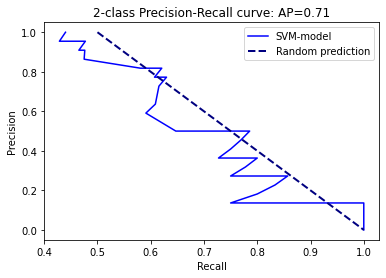 2-class Precision-Recall curve: AP=0.71
SVM-model
Random prediction
Precision
1.0
0.8
0.6
0.4
0.2
0.0
0.4 0.5 0.6 0.7 0.8 0.9 1.0
Recall